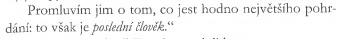 Promluvím jim o tom, co jest hodno největšího pohr-
dání: to však je poslední člověk.“